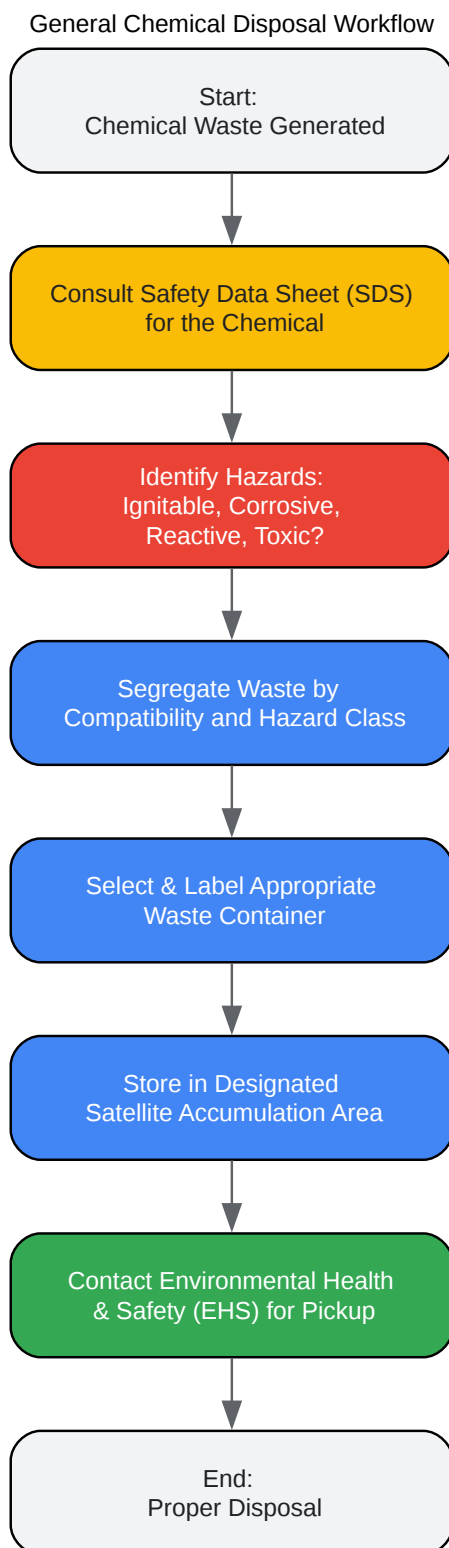 General Chemical Disposal Workflow
Start:
Chemical Waste Generated
Consult Safety Data Sheet (SDS)
for the Chemical
Identify Hazards:
Ignitable, Corrosive,
Reactive, Toxic?
Segregate Waste by
Compatibility and Hazard Class
Select & Label Appropriate
Waste Container
Store in Designated
Satellite Accumulation Area
Contact Environmental Health
& Safety (EHS) for Pickup
End:
Proper Disposal